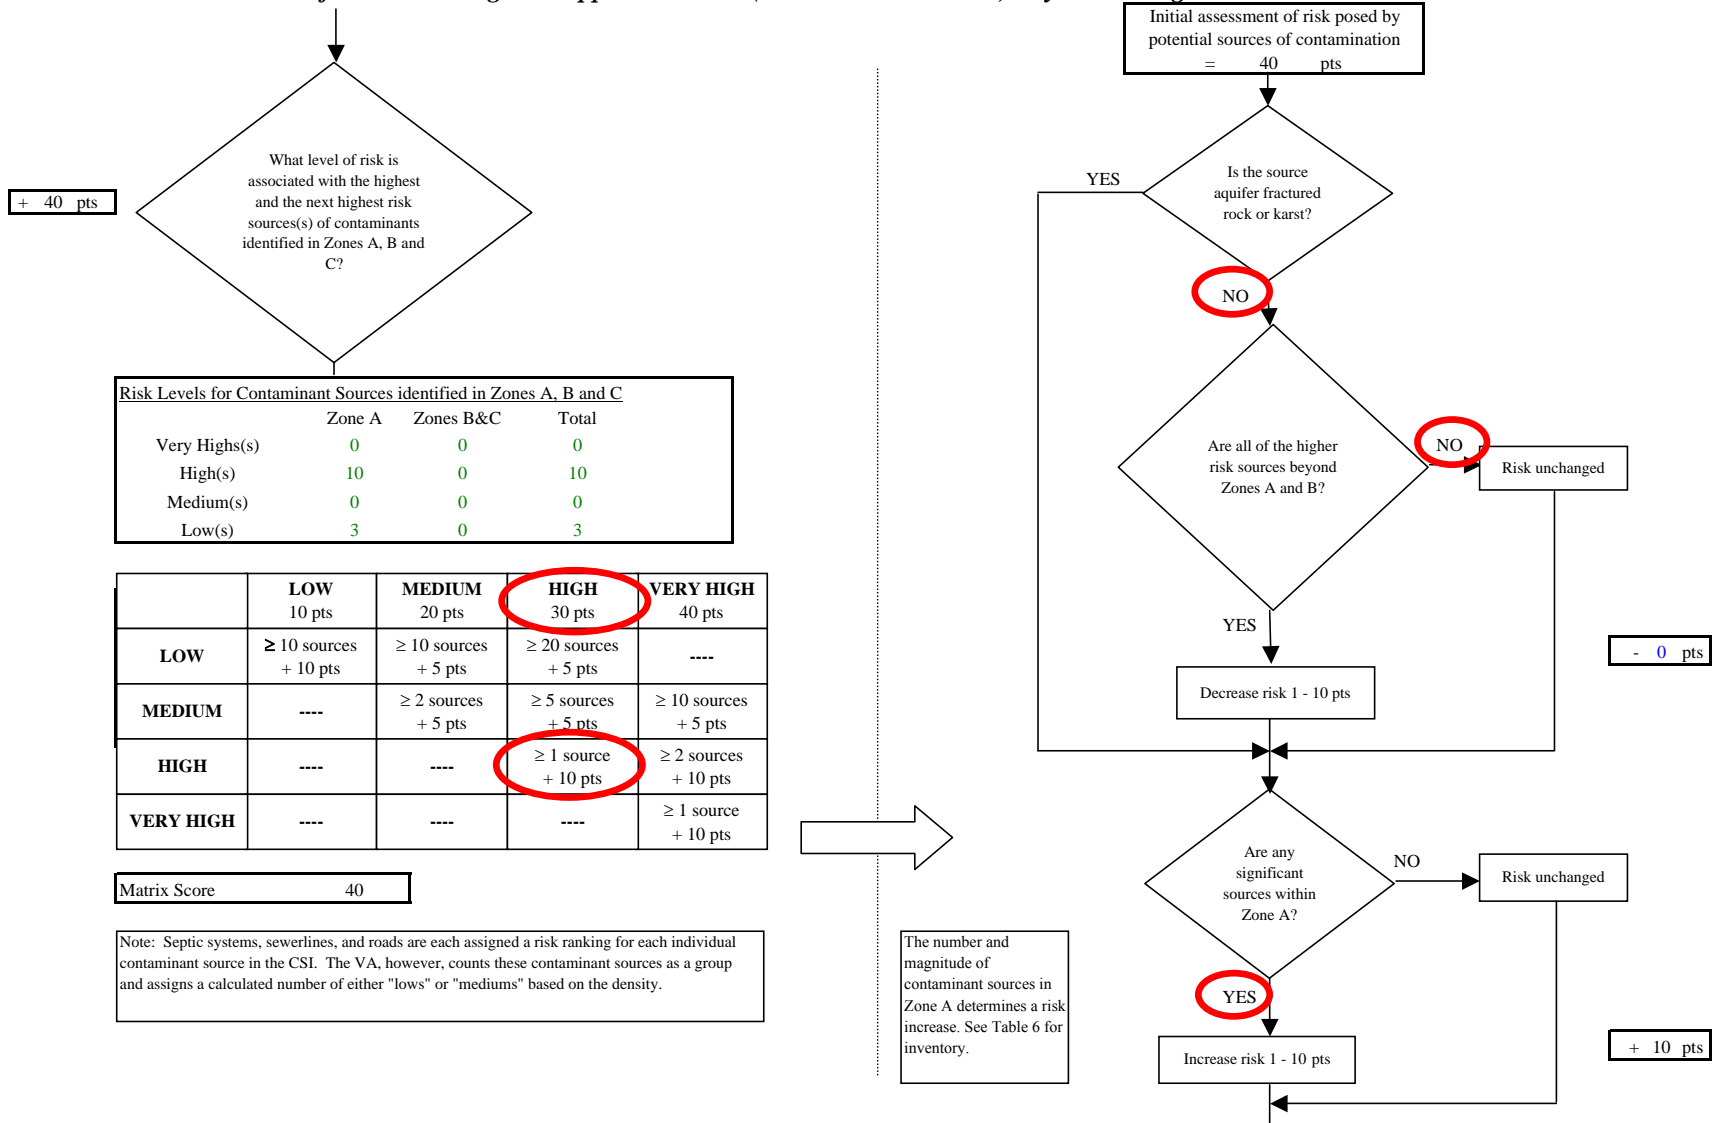 Initial assessment of risk posed by
potential sources of contamination
= 40 pts
What level of risk is
associated with the highest
and the next highest risk
sources(s) of contaminants
identified in Zones A, B and
C?
+ 40 pts
Risk Levels for Contaminant Sources identified in Zones A, B and C
Zone A Zones B&C Total
Very Highs(s) 0 0 0
High(s) 10 0 10
Medium(s) 0 0 0
Low(s) 3 0 3
LOW MEDIUM HIGH VERY HIGH
10 pts 20 pts 30 pts 40 pts
LOW ≥ 10 sources ≥ 10 sources ≥ 20 sources ----
+ 10 pts + 5 pts + 5 pts
MEDIUM ---- ≥ 2 sources ≥ 5 sources ≥ 10 sources
+ 5 pts + 5 pts + 5 pts
HIGH ---- ---- ≥ 1 source ≥ 2 sources
+ 10 pts + 10 pts
VERY HIGH ---- ---- ---- ≥ 1 source
+ 10 pts
Matrix Score 40
Note: Septic systems, sewerlines, and roads are each assigned a risk ranking for each individual
contaminant source in the CSI. The VA, however, counts these contaminant sources as a group
and assigns a calculated number of either "lows" or "mediums" based on the density.
Is the source
aquifer fractured
rock or karst?
YES
NO
Are all of the higher
risk sources beyond
Zones A and B?
NO
Risk unchanged
YES
Decrease risk 1 - 10 pts
- 0 pts
Are any
significant
sources within
Zone A?
NO
Risk unchanged
YES
The number and
magnitude of
contaminant sources in
Zone A determines a risk
increase. See Table 6 for
inventory.
Increase risk 1 - 10 pts
+ 10 pts